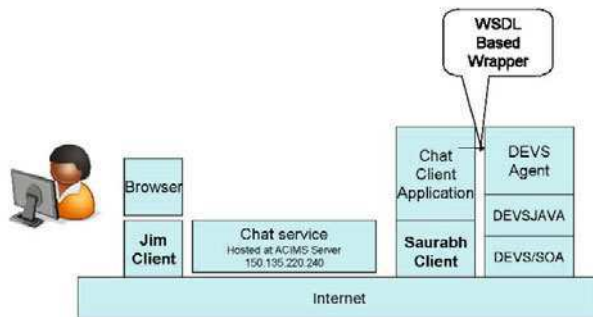 WSDL
Based
Wrapper
Browser
Jim
Client
Chat service
Hosted at ACIMS Server
150.135.220.240
Chat
Client
Application
Saurabh
Client
DEVS
Agent
DEVSJAVA
DEVS/SOA
Internet